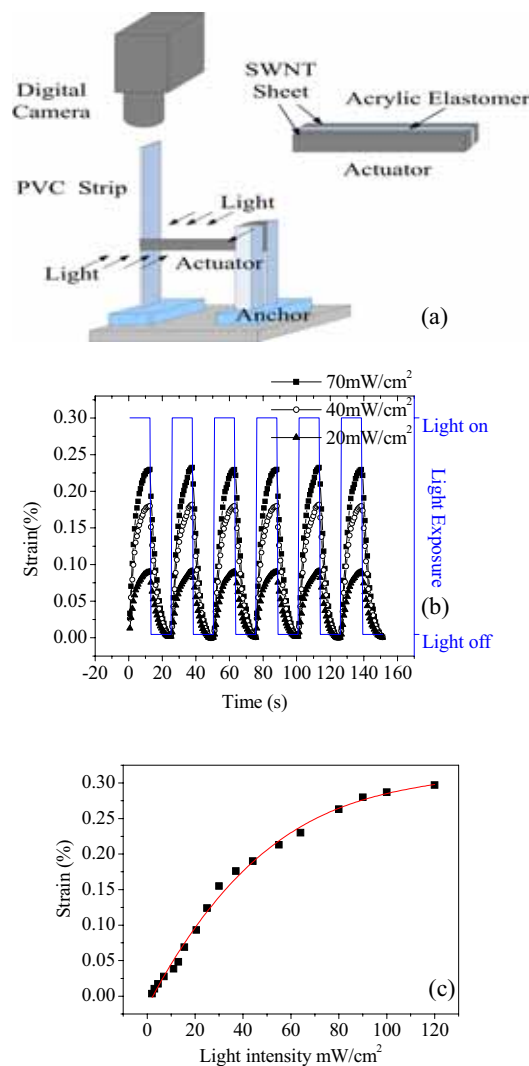 SWNT
Sheet
Acrylic Elastomer
Actuator
Digital
Camera
PVC Strip
Light
Light
Actuator
Anchor
(a)
70mW/cm²
40mW/cm²
20mW/cm²
0.30
0.25
0.20
0.15
0.10
0.05
0.00
Strain(%)
Light on
Light Exposure
Light off
(b)
-20 0 20 40 60 80 100 120 140 160
Time (s)
0.30
0.25
0.20
0.15
0.10
0.05
0.00
Strain (%)
(c)
0 20 40 60 80 100 120
Light intensity mW/cm²